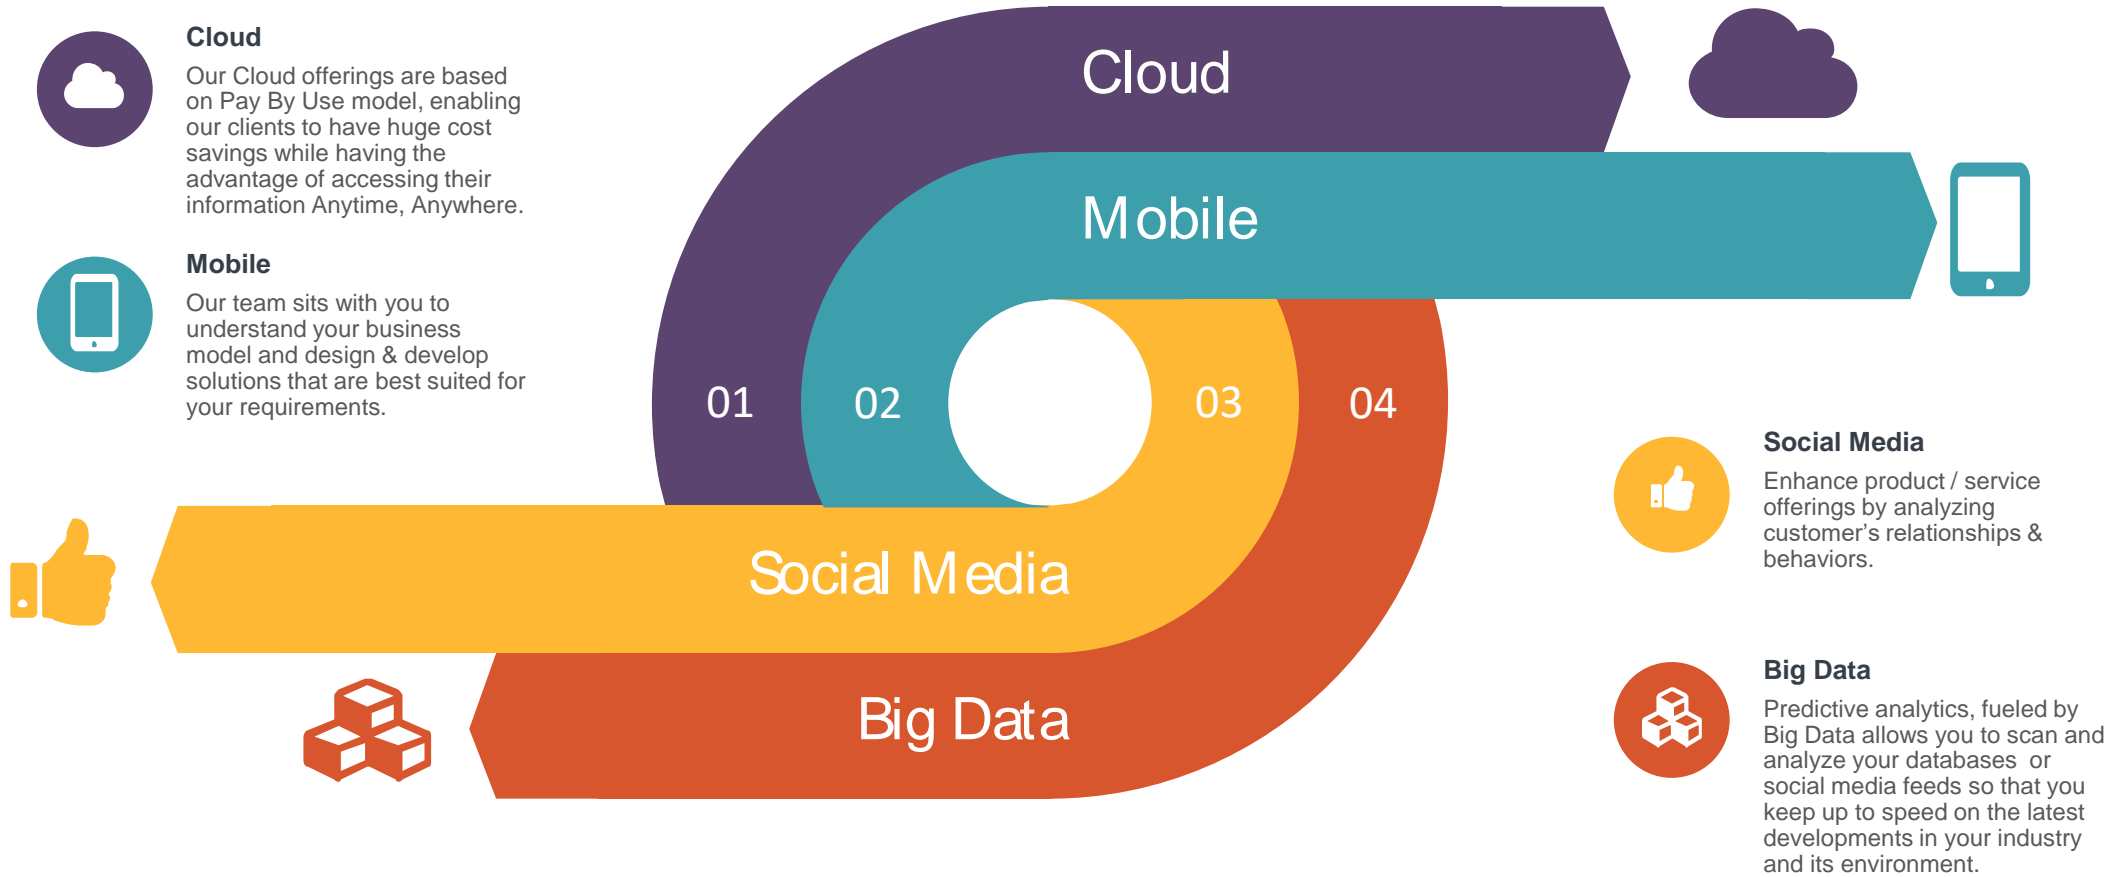 Cloud
Our Cloud offerings are based
on Pay By Use model, enabling
our clients to have huge cost
savings while having the
advantage of accessing their
information Anytime, Anywhere.
Mobile
Our team sits with you to
understand your business
model and design & develop
solutions that are best suited for
your requirements.
Cloud
Mobile
01
02
03
04
Social Media
Big Data
Social Media
Enhance product / service
offerings by analyzing
customer’s relationships &
behaviors.
Big Data
Predictive analytics, fueled by
Big Data allows you to scan and
analyze your databases or
social media feeds so that you
keep up to speed on the latest
developments in your industry
and its environment.